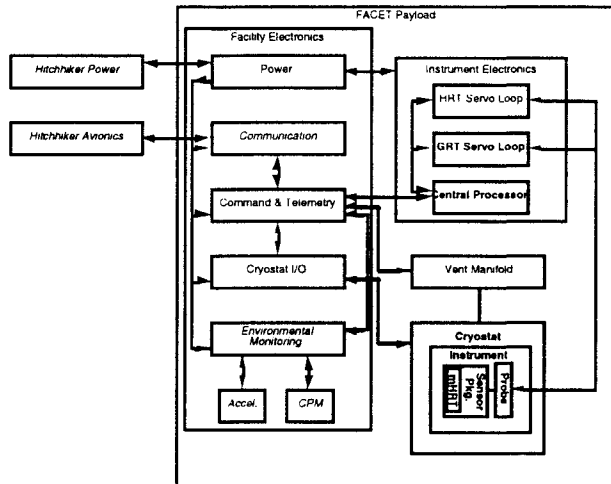 FACET Payload
Facility Electronics
Hitchhiker Power
Power
Instrument Electronics
HRT Servo Loop
Hitchhiker Avionics
Communication
GRT Servo Loop
Command & Telemetry
Central Processor
Cryostat I/O
Vent Manifold
Environmental
Monitoring
Cryostat
Instrument
Probe
Sensor
Pkg.
mHRT
Accel.
CPM